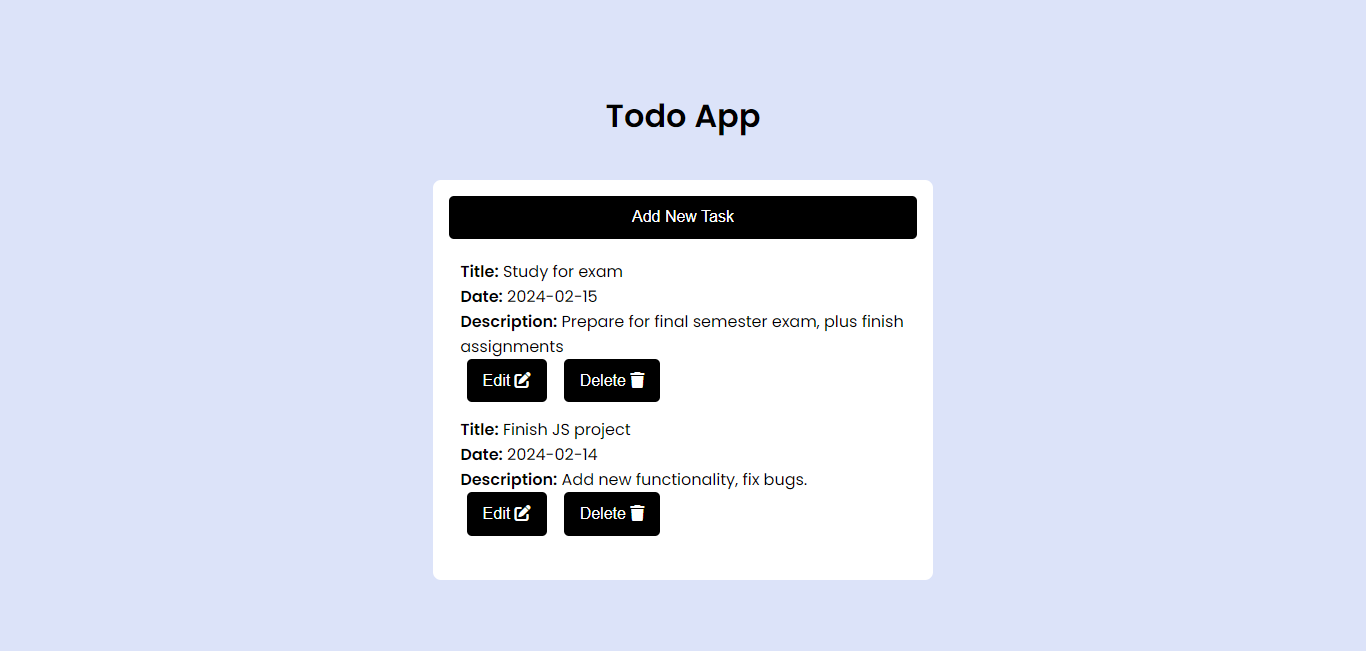 Todo App
Add New Task
Title: Study for exam
Date: 2024-02-15
Description: Prepare for final semester exam, plus finish
assignments
Edit Delete
Title: Finish JS project
Date: 2024-02-14
Description: Add new functionality, fix bugs.
Edit Delete